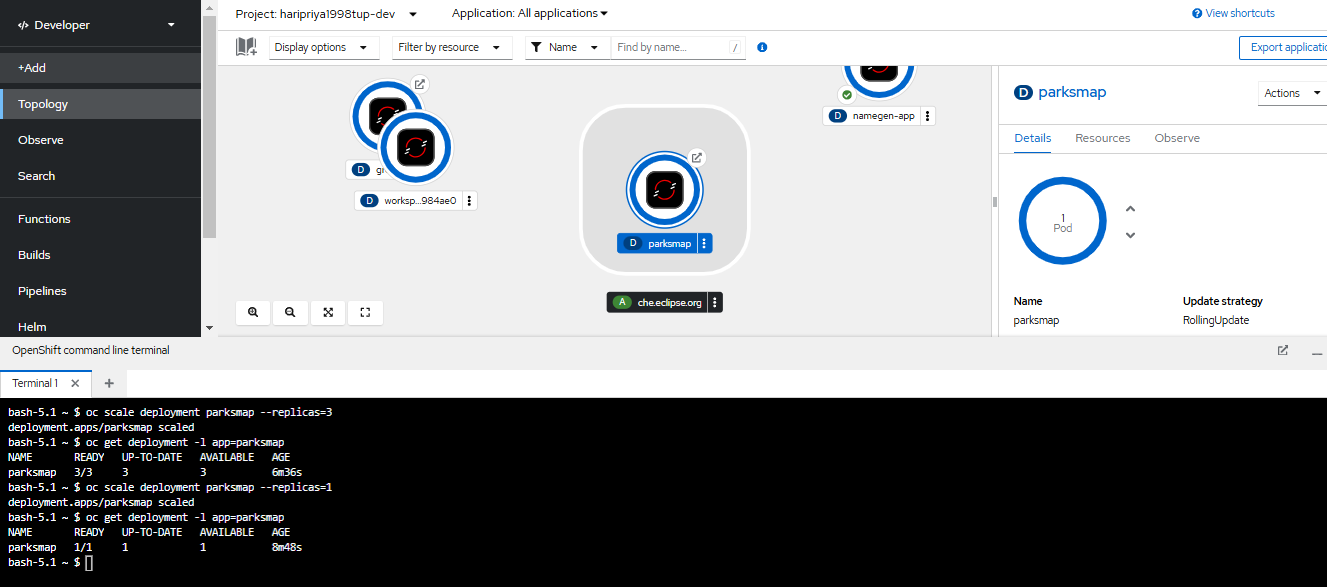 Developer
+Add
Topology
Observe
Search
Functions
Builds
Pipelines
Helm
Project: haripriya1998tup-dev
Application: All applications
View shortcuts
Display options
Filter by resource
Name
Find by name...
/
Export
D
D worksp...984ae0
D namegen-app
D parksmap
A che.eclipse.org
D parksmap
Actions
Details Resources Observe
1
Pod
Name
parksmap
Update strategy
RollingUpdate
OpenShift command line terminal
Terminal 1
bash-5.1 ~ $ oc scale deployment parksmap --replicas=3
deployment.apps/parksmap scaled
bash-5.1 ~ $ oc get deployment -l app=parksmap
NAME READY UP-TO-DATE AVAILABLE AGE
parksmap 3/3 3 3 6m36s
bash-5.1 ~ $ oc scale deployment parksmap --replicas=1
deployment.apps/parksmap scaled
bash-5.1 ~ $ oc get deployment -l app=parksmap
NAME READY UP-TO-DATE AVAILABLE AGE
parksmap 1/1 1 1 8m48s
bash-5.1 ~ $